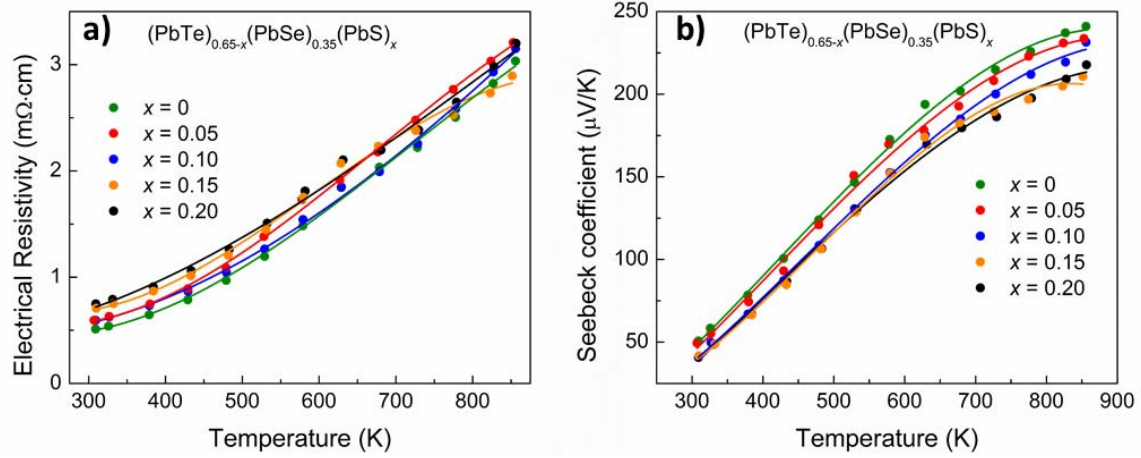 a)
(PbTe)0.65-x(PbSe)0.35(PbS)x
Electrical Resistivity (mΩ·cm)
3
2
1
0
x = 0
x = 0.05
x = 0.10
x = 0.15
x = 0.20
300 400 500 600 700 800
Temperature (K)
b)
(PbTe)0.65-x(PbSe)0.35(PbS)x
Seebeck coefficient (μV/K)
250
200
150
100
50
x = 0
x = 0.05
x = 0.10
x = 0.15
x = 0.20
300 400 500 600 700 800 900
Temperature (K)